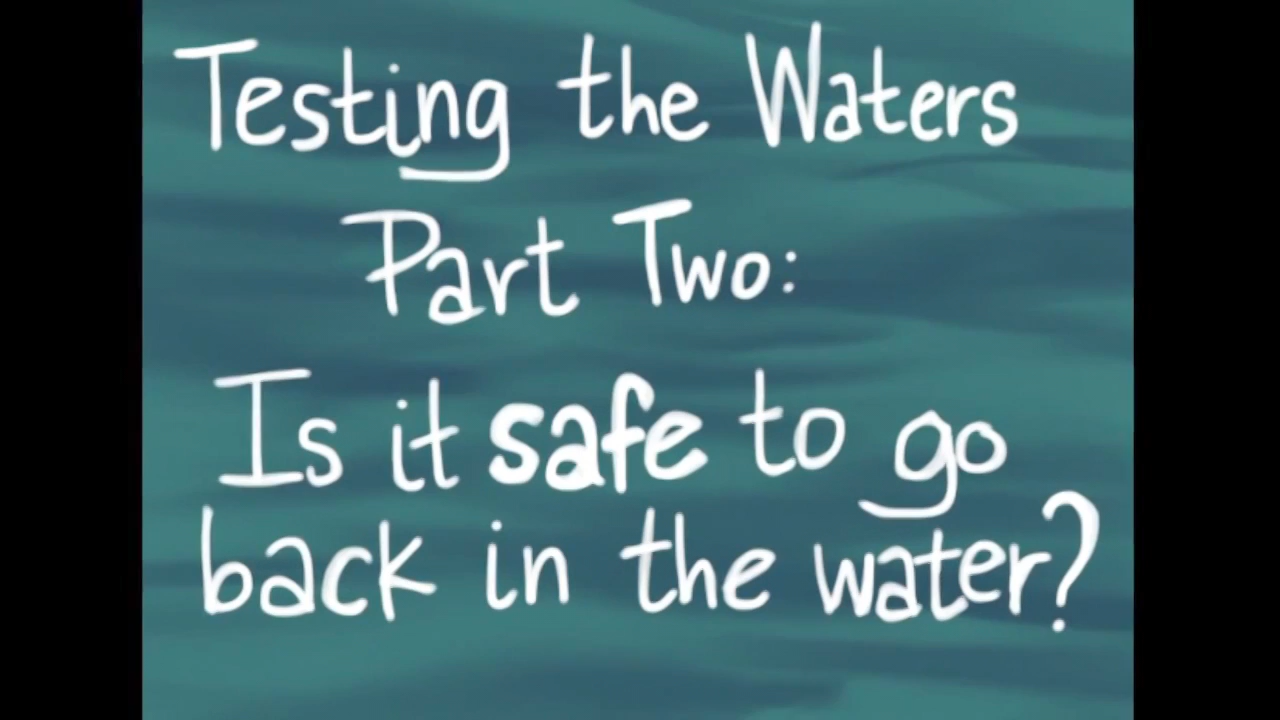 Testing the Waters
Part Two:
Is it safe to go
back in the water?